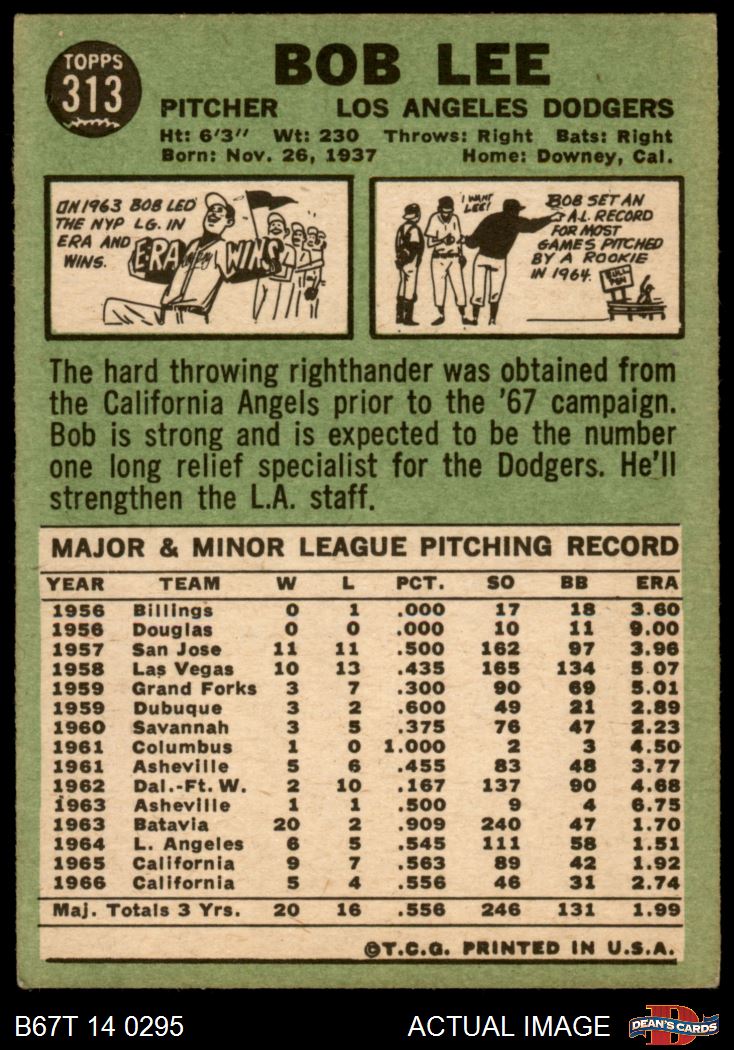 TOPPS
313
BOB LEE
PITCHER LOS ANGELES DODGERS
Ht: 6'3" Wt: 230 Throws: Right Bats: Right
Born: Nov. 26, 1937 Home: Downey, Cal.
IN 1963 BOB LED
THE NYP LG. IN
ERA AND
WINS.
ERA
WINS
I WANT
LEE!
BOB SET AN
A.L. RECORD
FOR MOST
GAMES PITCHED
BY A ROOKIE
IN 1964.
BULL
PEN
The hard throwing righthander was obtained from
the California Angels prior to the '67 campaign.
Bob is strong and is expected to be the number
one long relief specialist for the Dodgers. He'll
strengthen the L.A. staff.
MAJOR & MINOR LEAGUE PITCHING RECORD
YEAR TEAM W L PCT. SO BB ERA
1956 Billings 0 1 .000 17 18 3.60
1956 Douglas 0 0 .000 10 11 9.00
1957 San Jose 11 11 .500 162 97 3.96
1958 Las Vegas 10 13 .435 165 134 5.07
1959 Grand Forks 3 7 .300 90 69 5.01
1959 Dubuque 3 2 .600 49 21 2.89
1960 Savannah 3 5 .375 76 47 2.23
1961 Columbus 1 0 1.000 2 3 4.50
1961 Asheville 5 6 .455 83 48 3.77
1962 Dal.-Ft. W. 2 10 .167 137 90 4.68
1963 Asheville 1 1 .500 9 4 6.75
1963 Batavia 20 2 .909 240 47 1.70
1964 L. Angeles 6 5 .545 111 58 1.51
1965 California 9 7 .563 89 42 1.92
1966 California 5 4 .556 46 31 2.74
Maj. Totals 3 Yrs. 20 16 .556 246 131 1.99
©T.C.G. PRINTED IN U.S.A.
B67T 14 0295 ACTUAL IMAGE DEAN'S CARDS